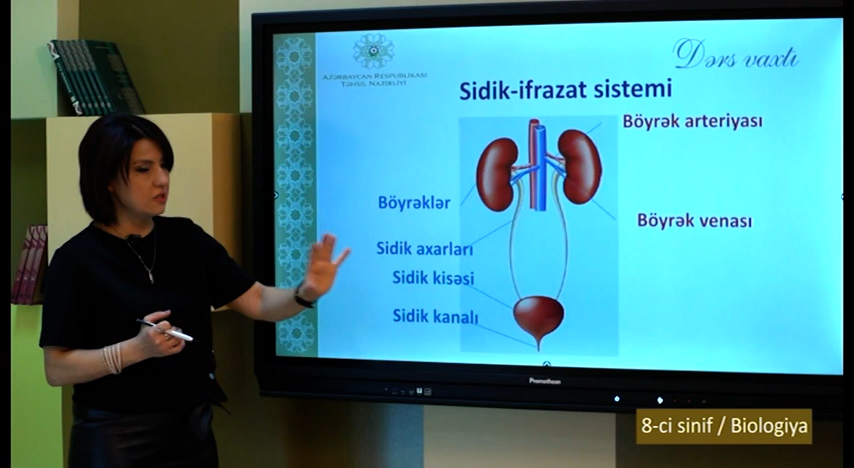 Dərs vaxtı
AZƏRBAYCAN RESPUBLIKASI
TƏHSIL NAZIRLIYI
Sidik-ifrazat sistemi
Böyrək arteriyası
Böyrəklər
Böyrək venası
Sidik axarları
Sidik kisəsi
Sidik kanalı
Promethean
8-ci sinif / Biologiya